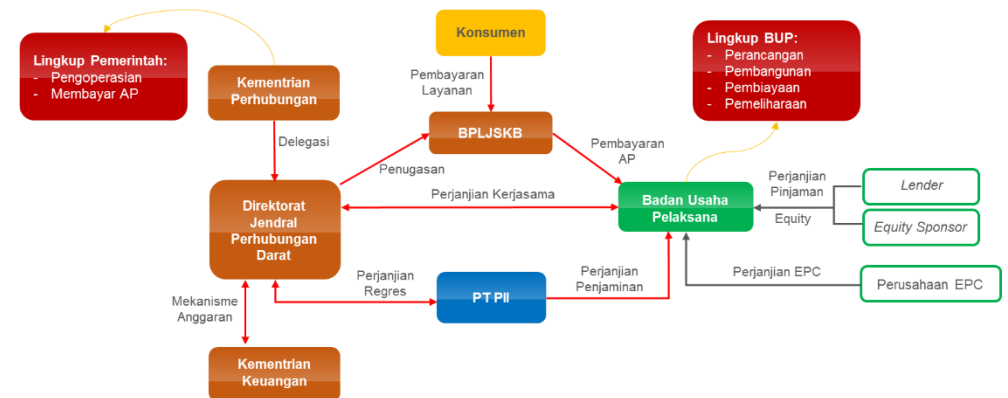 Lingkup Pemerintah:
- Pengoperasian
- Membayar AP
Kementrian
Perhubungan
Konsumen
Lingkup BUP:
- Perancangan
- Pembangunan
- Pembiayaan
- Pemeliharaan
Pembayaran
Layanan
Delegasi
BPLJSKB
Penugasan
Pembayaran
AP
Direktorat
Jendral
Perhubungan
Darat
Perjanjian Kerjasama
Badan Usaha
Pelaksana
Perjanjian
Pinjaman
Equity
Lender
Equity Sponsor
Perjanjian
Regres
PT PII
Perjanjian
Penjaminan
Perjanjian EPC
Perusahaan EPC
Mekanisme
Anggaran
Kementrian
Keuangan